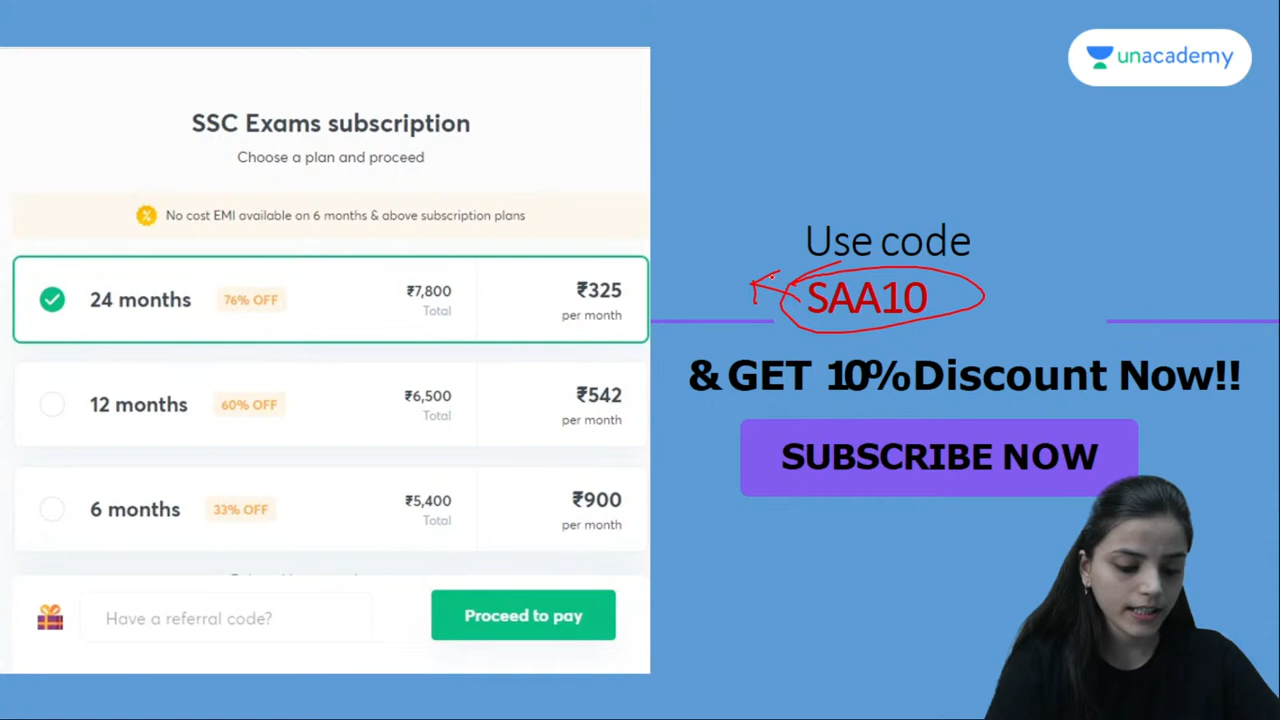 unacademy
SSC Exams subscription
Choose a plan and proceed
No cost EMI available on 6 months & above subscription plans
24 months 76% OFF ₹7,800 Total ₹325 per month
12 months 60% OFF ₹6,500 Total ₹542 per month
6 months 33% OFF ₹5,400 Total ₹900 per month
Have a referral code? Proceed to pay
Use code
SAA10
& GET 10% Discount Now!!
SUBSCRIBE NOW